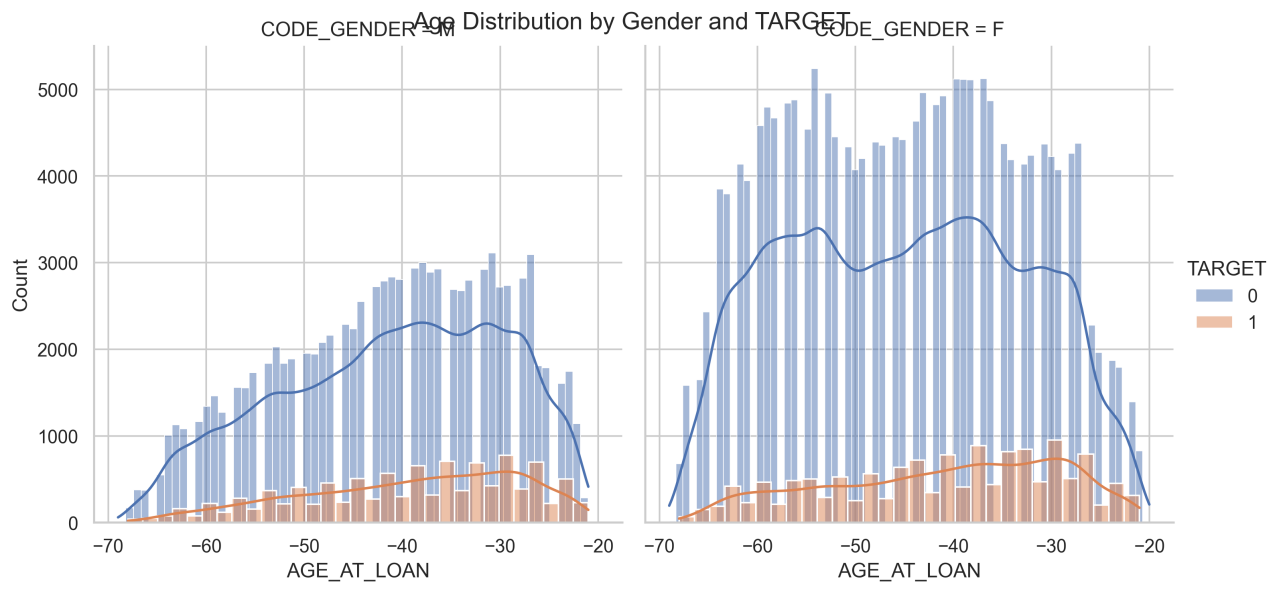 Age Distribution by Gender and TARGET
CODE_GENDER = M
CODE_GENDER = F
5000
4000
3000
2000
1000
0
Count
−70 −60 −50 −40 −30 −20
−70 −60 −50 −40 −30 −20
AGE_AT_LOAN
AGE_AT_LOAN
TARGET
0
1